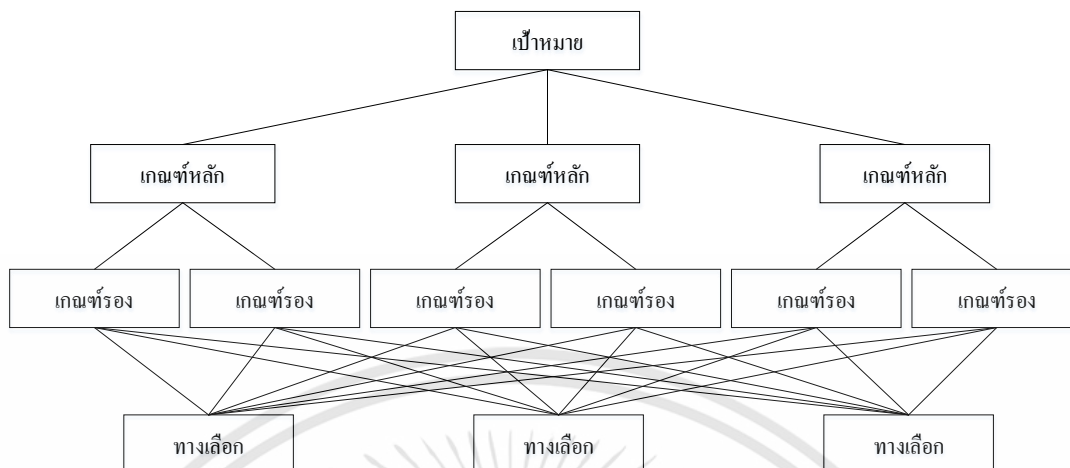 เป้าหมาย
เกณฑ์หลัก เกณฑ์หลัก เกณฑ์หลัก
เกณฑ์รอง เกณฑ์รอง เกณฑ์รอง เกณฑ์รอง เกณฑ์รอง เกณฑ์รอง
ทางเลือก ทางเลือก ทางเลือก